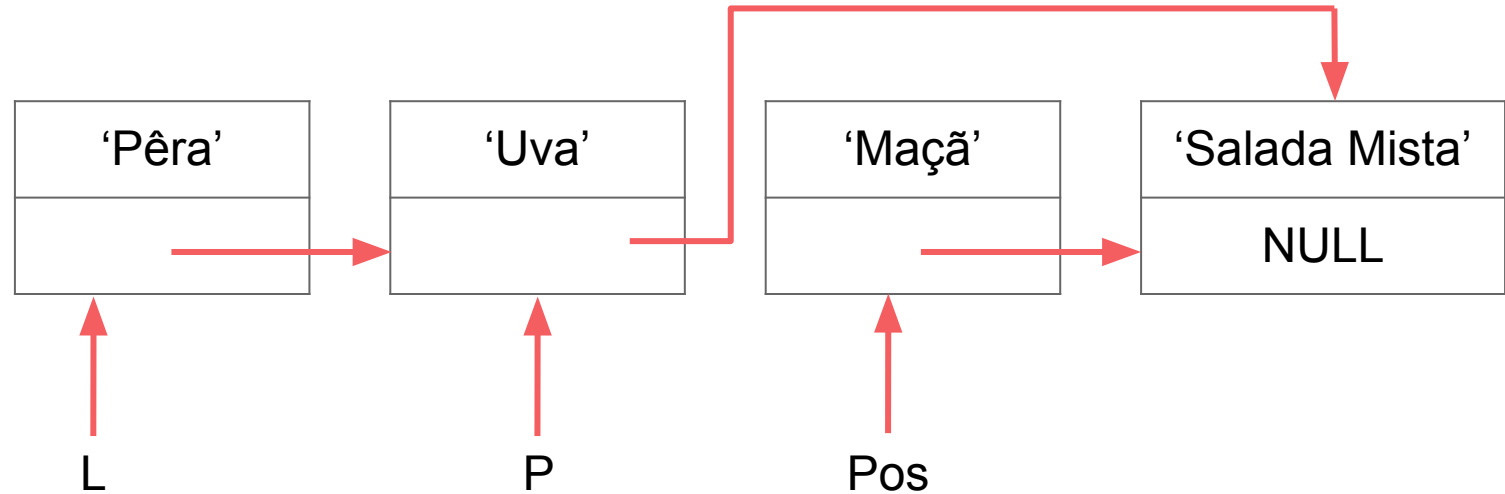 ‘Pêra’
‘Uva’
‘Maçã’
‘Salada Mista’
NULL
L
P
Pos